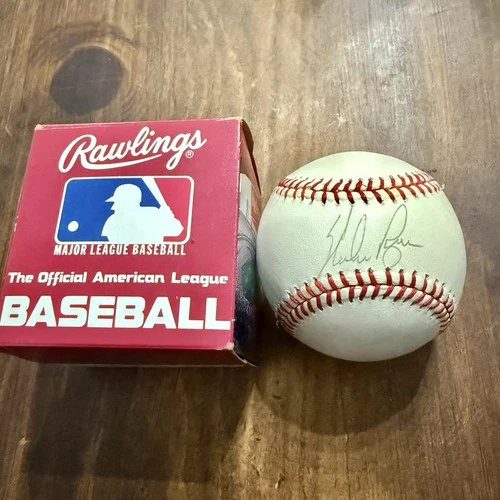 Rawlings®
MAJOR LEAGUE BASEBALL
The Official American League
BASEBALL